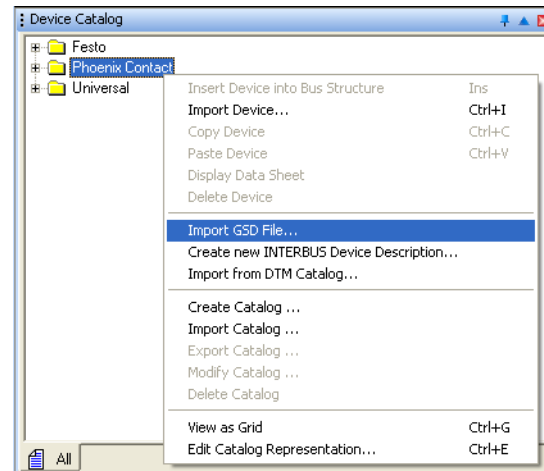 Device Catalog
Festo
Phoenix Contact
Universal
Insert Device into Bus Structure Ins
Import Device... Ctrl+I
Copy Device Ctrl+C
Paste Device Ctrl+V
Display Data Sheet
Delete Device
Import GSD File...
Create new INTERBUS Device Description...
Import from DTM Catalog...
Create Catalog ...
Import Catalog ...
Export Catalog ...
Modify Catalog ...
Delete Catalog
View as Grid Ctrl+G
Edit Catalog Representation... Ctrl+E
All